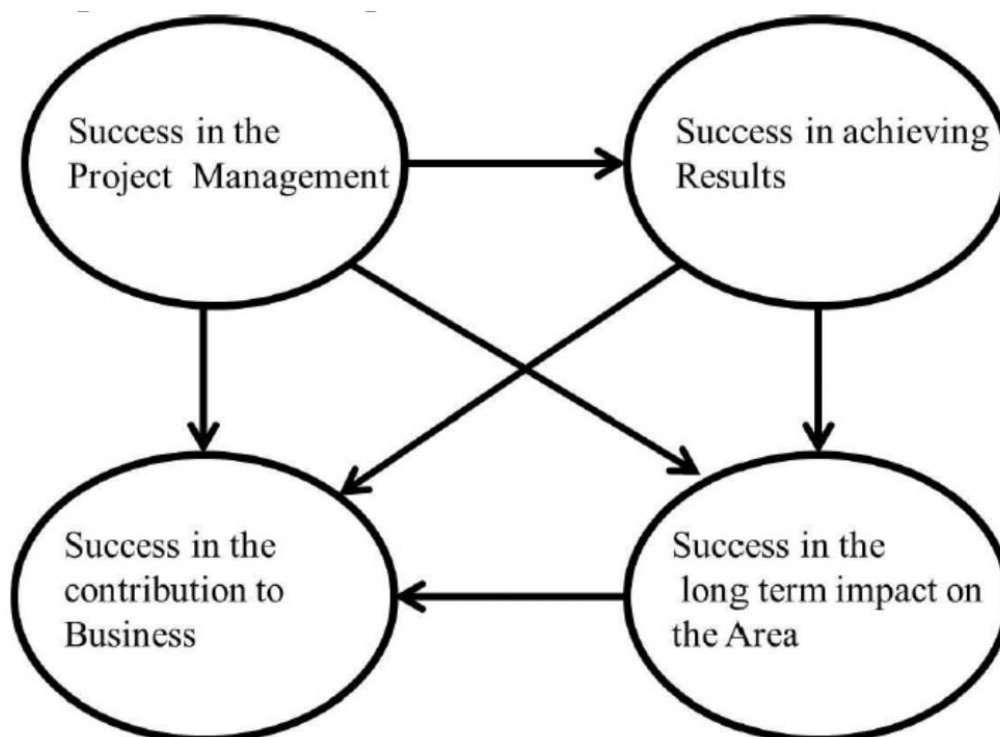 Success in the
Project Management
Success in achieving
Results
Success in the
contribution to
Business
Success in the
long term impact on
the Area